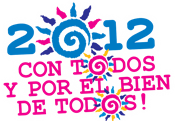 2012
CON TODOS
Y POR EL BIEN
DE TODOS!